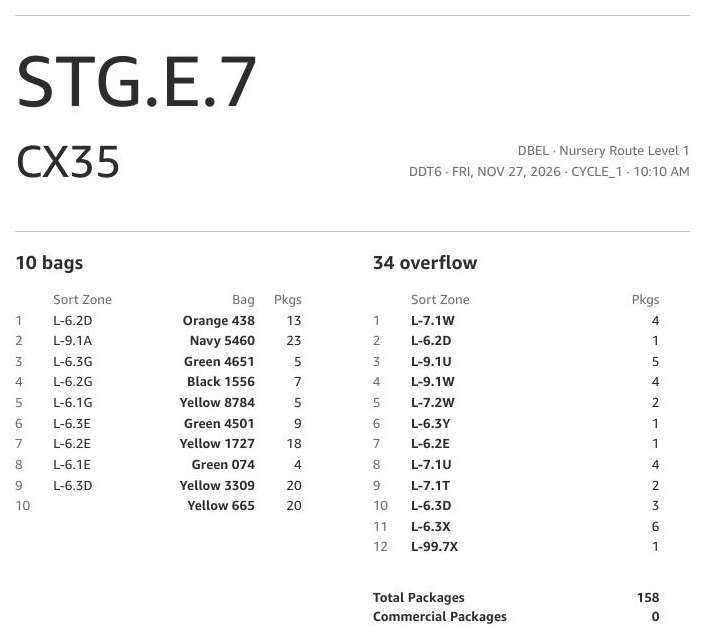 STG.E.7
CX35
DBEL · Nursery Route Level 1
DDT6 · FRI, NOV 27, 2026 · CYCLE_1 · 10:10 AM
10 bags
Sort Zone Bag Pkgs
1 L-6.2D Orange 438 13
2 L-9.1A Navy 5460 23
3 L-6.3G Green 4651 5
4 L-6.2G Black 1556 7
5 L-6.1G Yellow 8784 5
6 L-6.3E Green 4501 9
7 L-6.2E Yellow 1727 18
8 L-6.1E Green 074 4
9 L-6.3D Yellow 3309 20
10 Yellow 665 20
34 overflow
Sort Zone Pkgs
1 L-7.1W 4
2 L-6.2D 1
3 L-9.1U 5
4 L-9.1W 4
5 L-7.2W 2
6 L-6.3Y 1
7 L-6.2E 1
8 L-7.1U 4
9 L-7.1T 2
10 L-6.3D 3
11 L-6.3X 6
12 L-99.7X 1
Total Packages 158
Commercial Packages 0